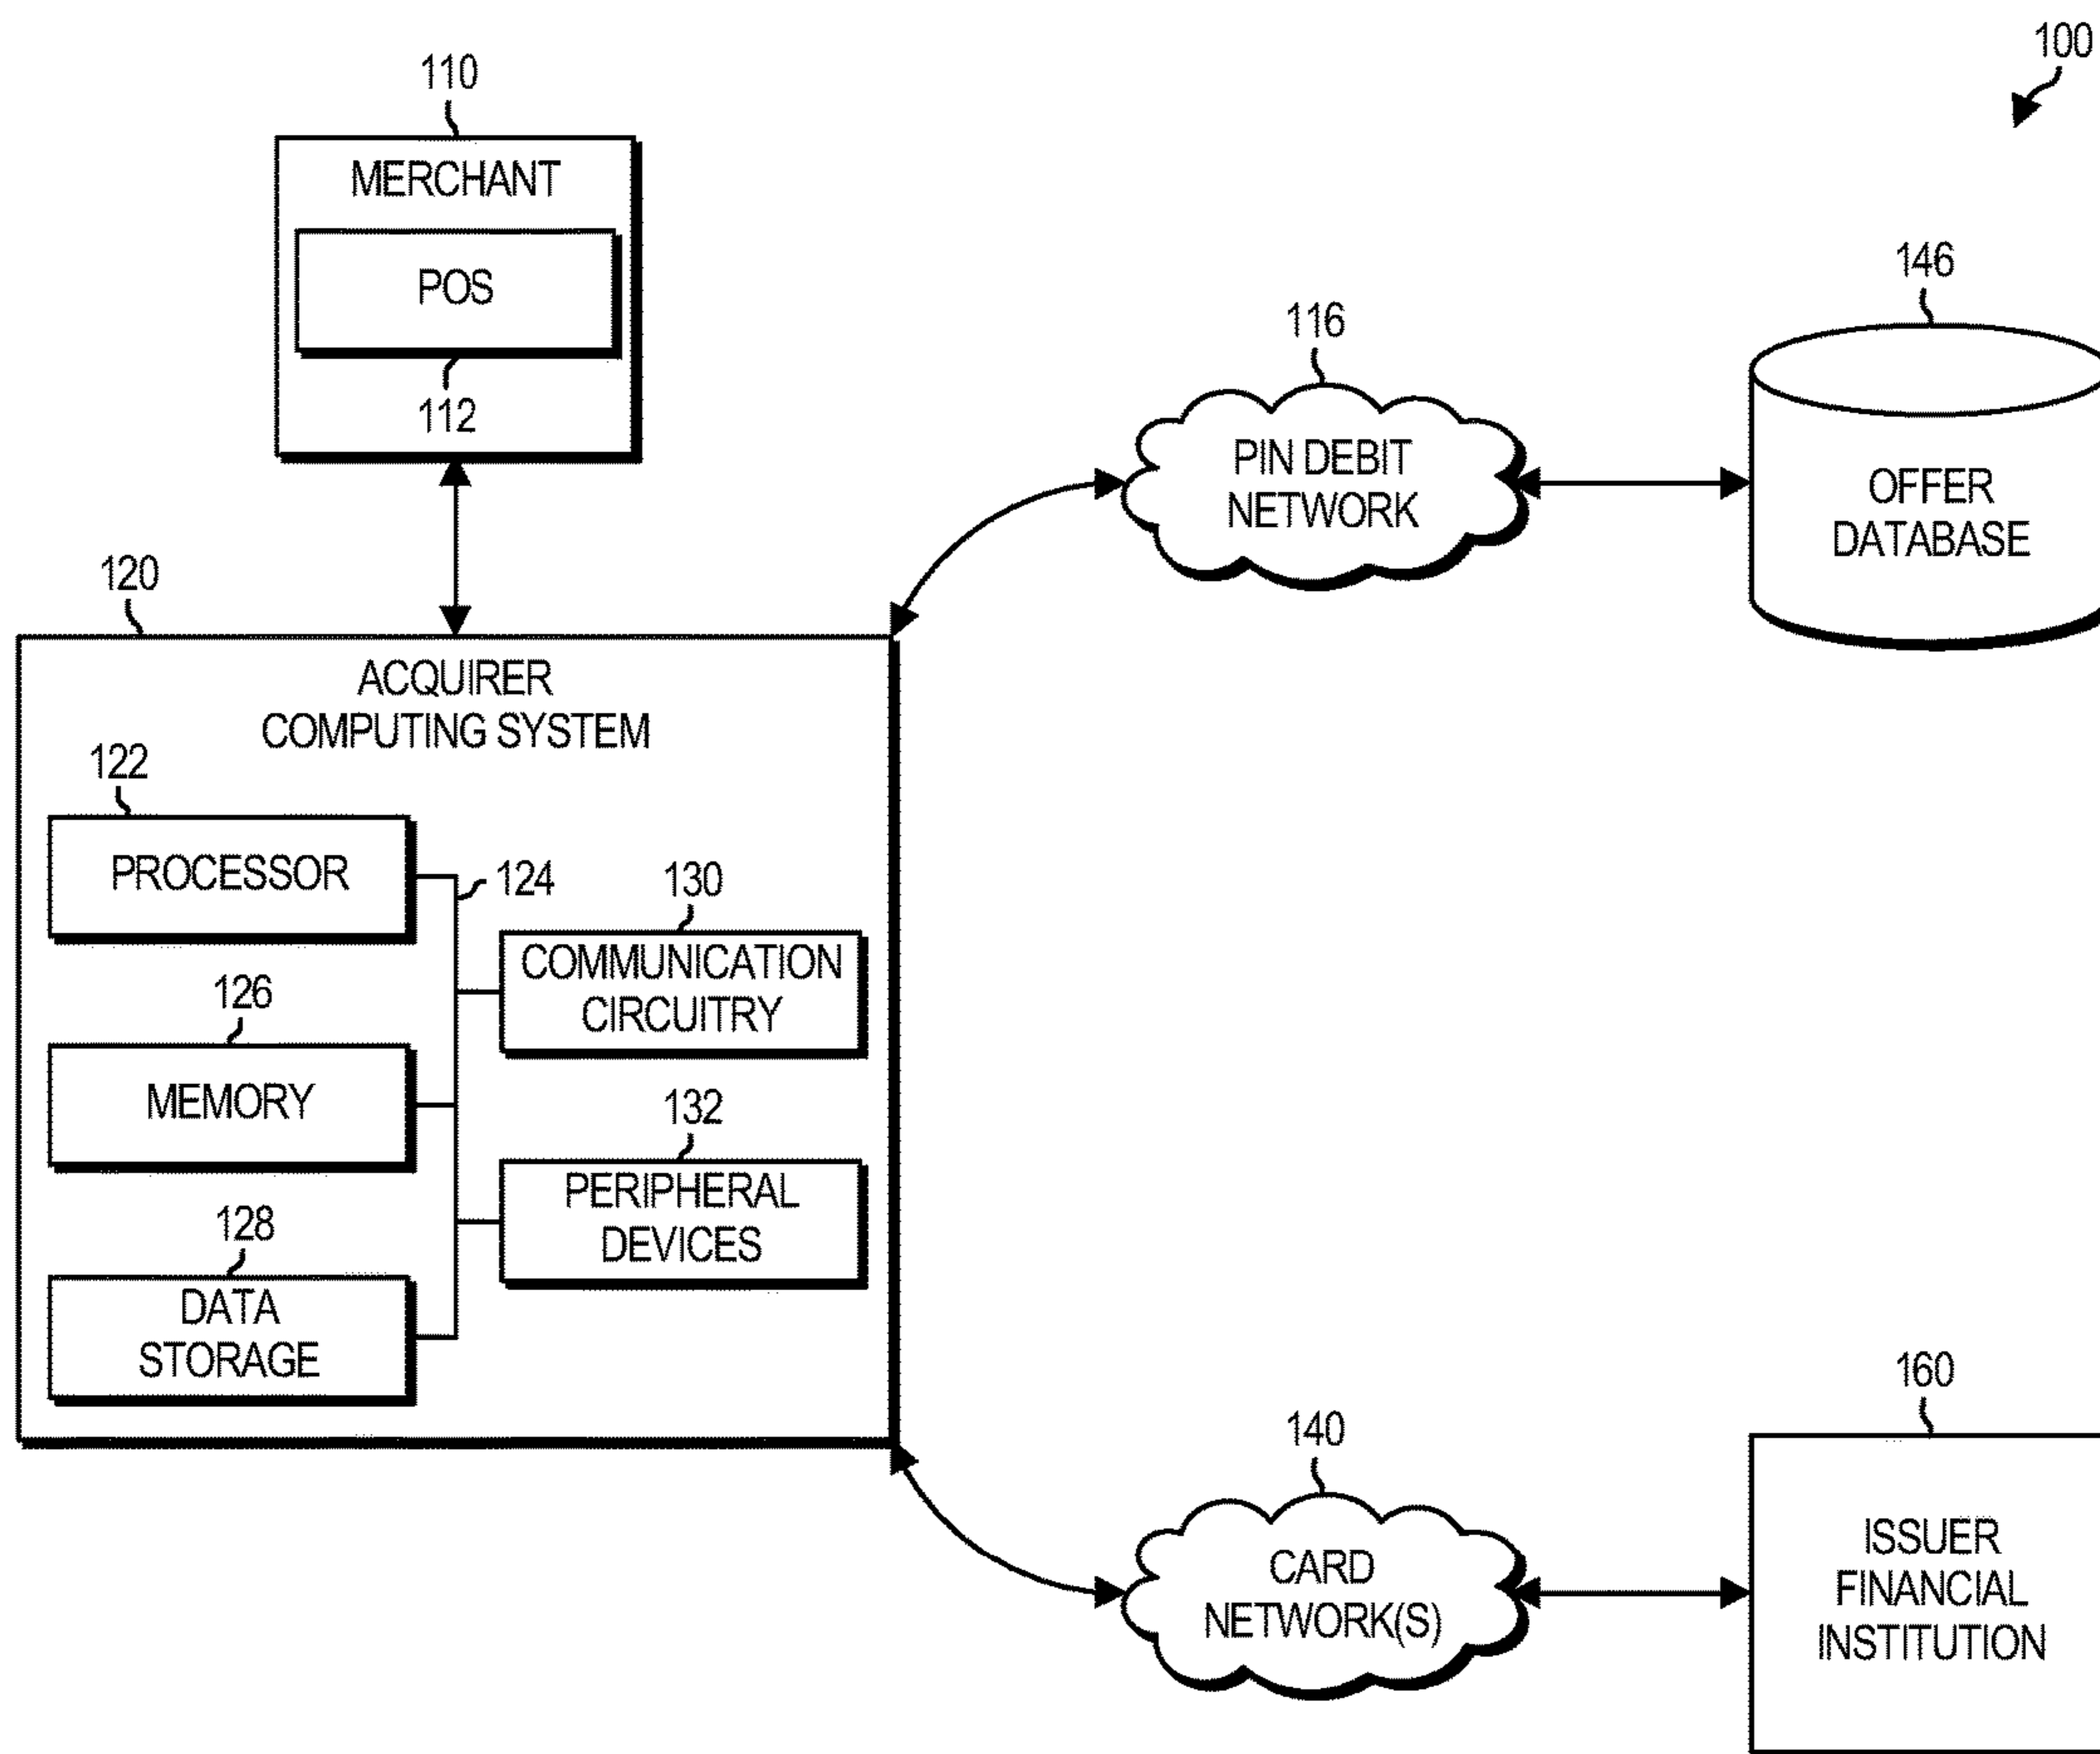 100
110
MERCHANT
POS
112
116
PIN DEBIT
NETWORK
146
OFFER
DATABASE
120
ACQUIRER
COMPUTING SYSTEM
122
PROCESSOR
124
130
COMMUNICATION
CIRCUITRY
126
MEMORY
132
PERIPHERAL
DEVICES
128
DATA
STORAGE
140
CARD
NETWORK(S)
160
ISSUER
FINANCIAL
INSTITUTION